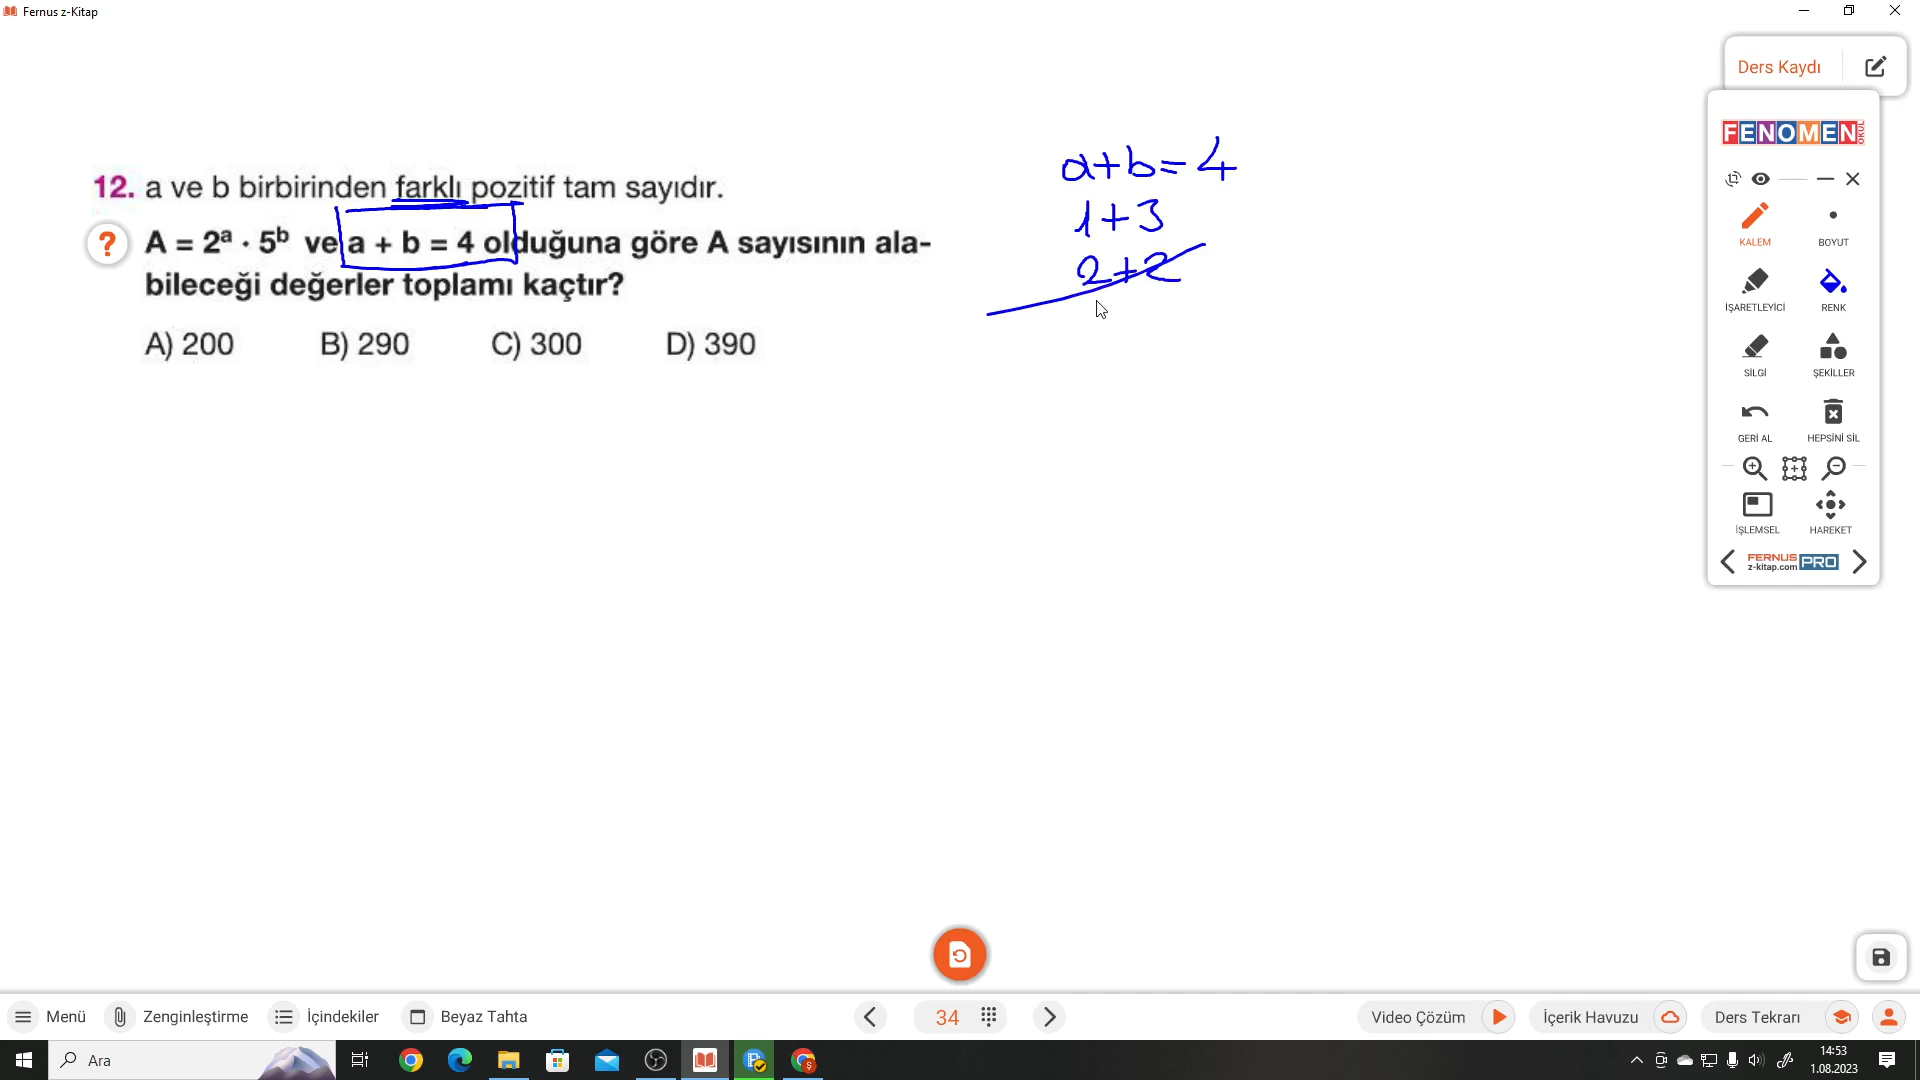 Fernus z-Kitap
Ders Kaydı
FENOMEN OKUL
12. a ve b birbirinden farklı pozitif tam sayıdır.
? A = 2ᵃ · 5ᵇ ve a + b = 4 olduğuna göre A sayısının ala-
bileceği değerler toplamı kaçtır?
A) 200 B) 290 C) 300 D) 390
a+b=4
1+3
2+2
KALEM BOYUT
İŞARETLEYİCİ RENK
SİLGİ ŞEKİLLER
GERİ AL HEPSİNİ SİL
İŞLEMSEL HAREKET
FERNUS PRO
z-kitap.com
Menü Zenginleştirme İçindekiler Beyaz Tahta 34 Video Çözüm İçerik Havuzu Ders Tekrarı
Ara
14:53
1.08.2023